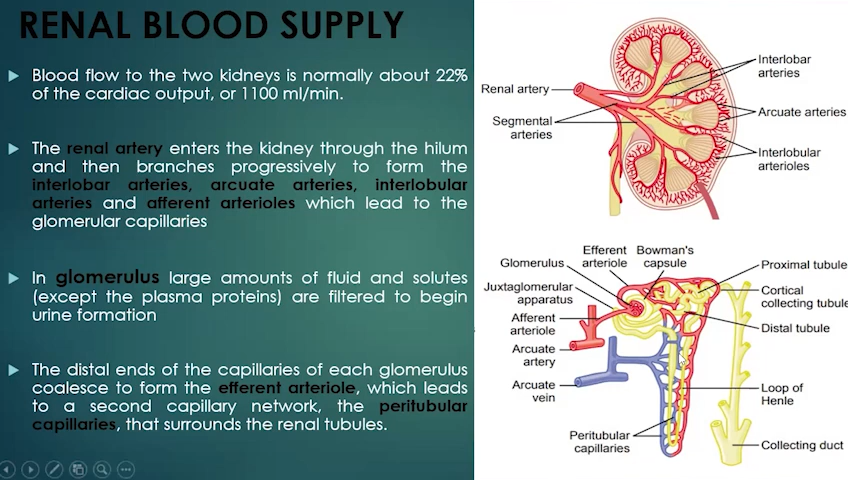 RENAL BLOOD SUPPLY
Blood flow to the two kidneys is normally about 22%
of the cardiac output, or 1100 ml/min.
The renal artery enters the kidney through the hilum
and then branches progressively to form the
interlobar arteries, arcuate arteries, interlobular
arteries and afferent arterioles which lead to the
glomerular capillaries
In glomerulus large amounts of fluid and solutes
(except the plasma proteins) are filtered to begin
urine formation
The distal ends of the capillaries of each glomerulus
coalesce to form the efferent arteriole, which leads
to a second capillary network, the peritubular
capillaries, that surrounds the renal tubules.
Renal artery
Segmental
arteries
Interlobar
arteries
Arcuate arteries
Interlobular
arterioles
Efferent
arteriole
Bowman's
capsule
Glomerulus
Juxtaglomerular
apparatus
Afferent
arteriole
Arcuate
artery
Arcuate
vein
Peritubular
capillaries
Proximal tubule
Cortical
collecting tubule
Distal tubule
Loop of
Henle
Collecting duct